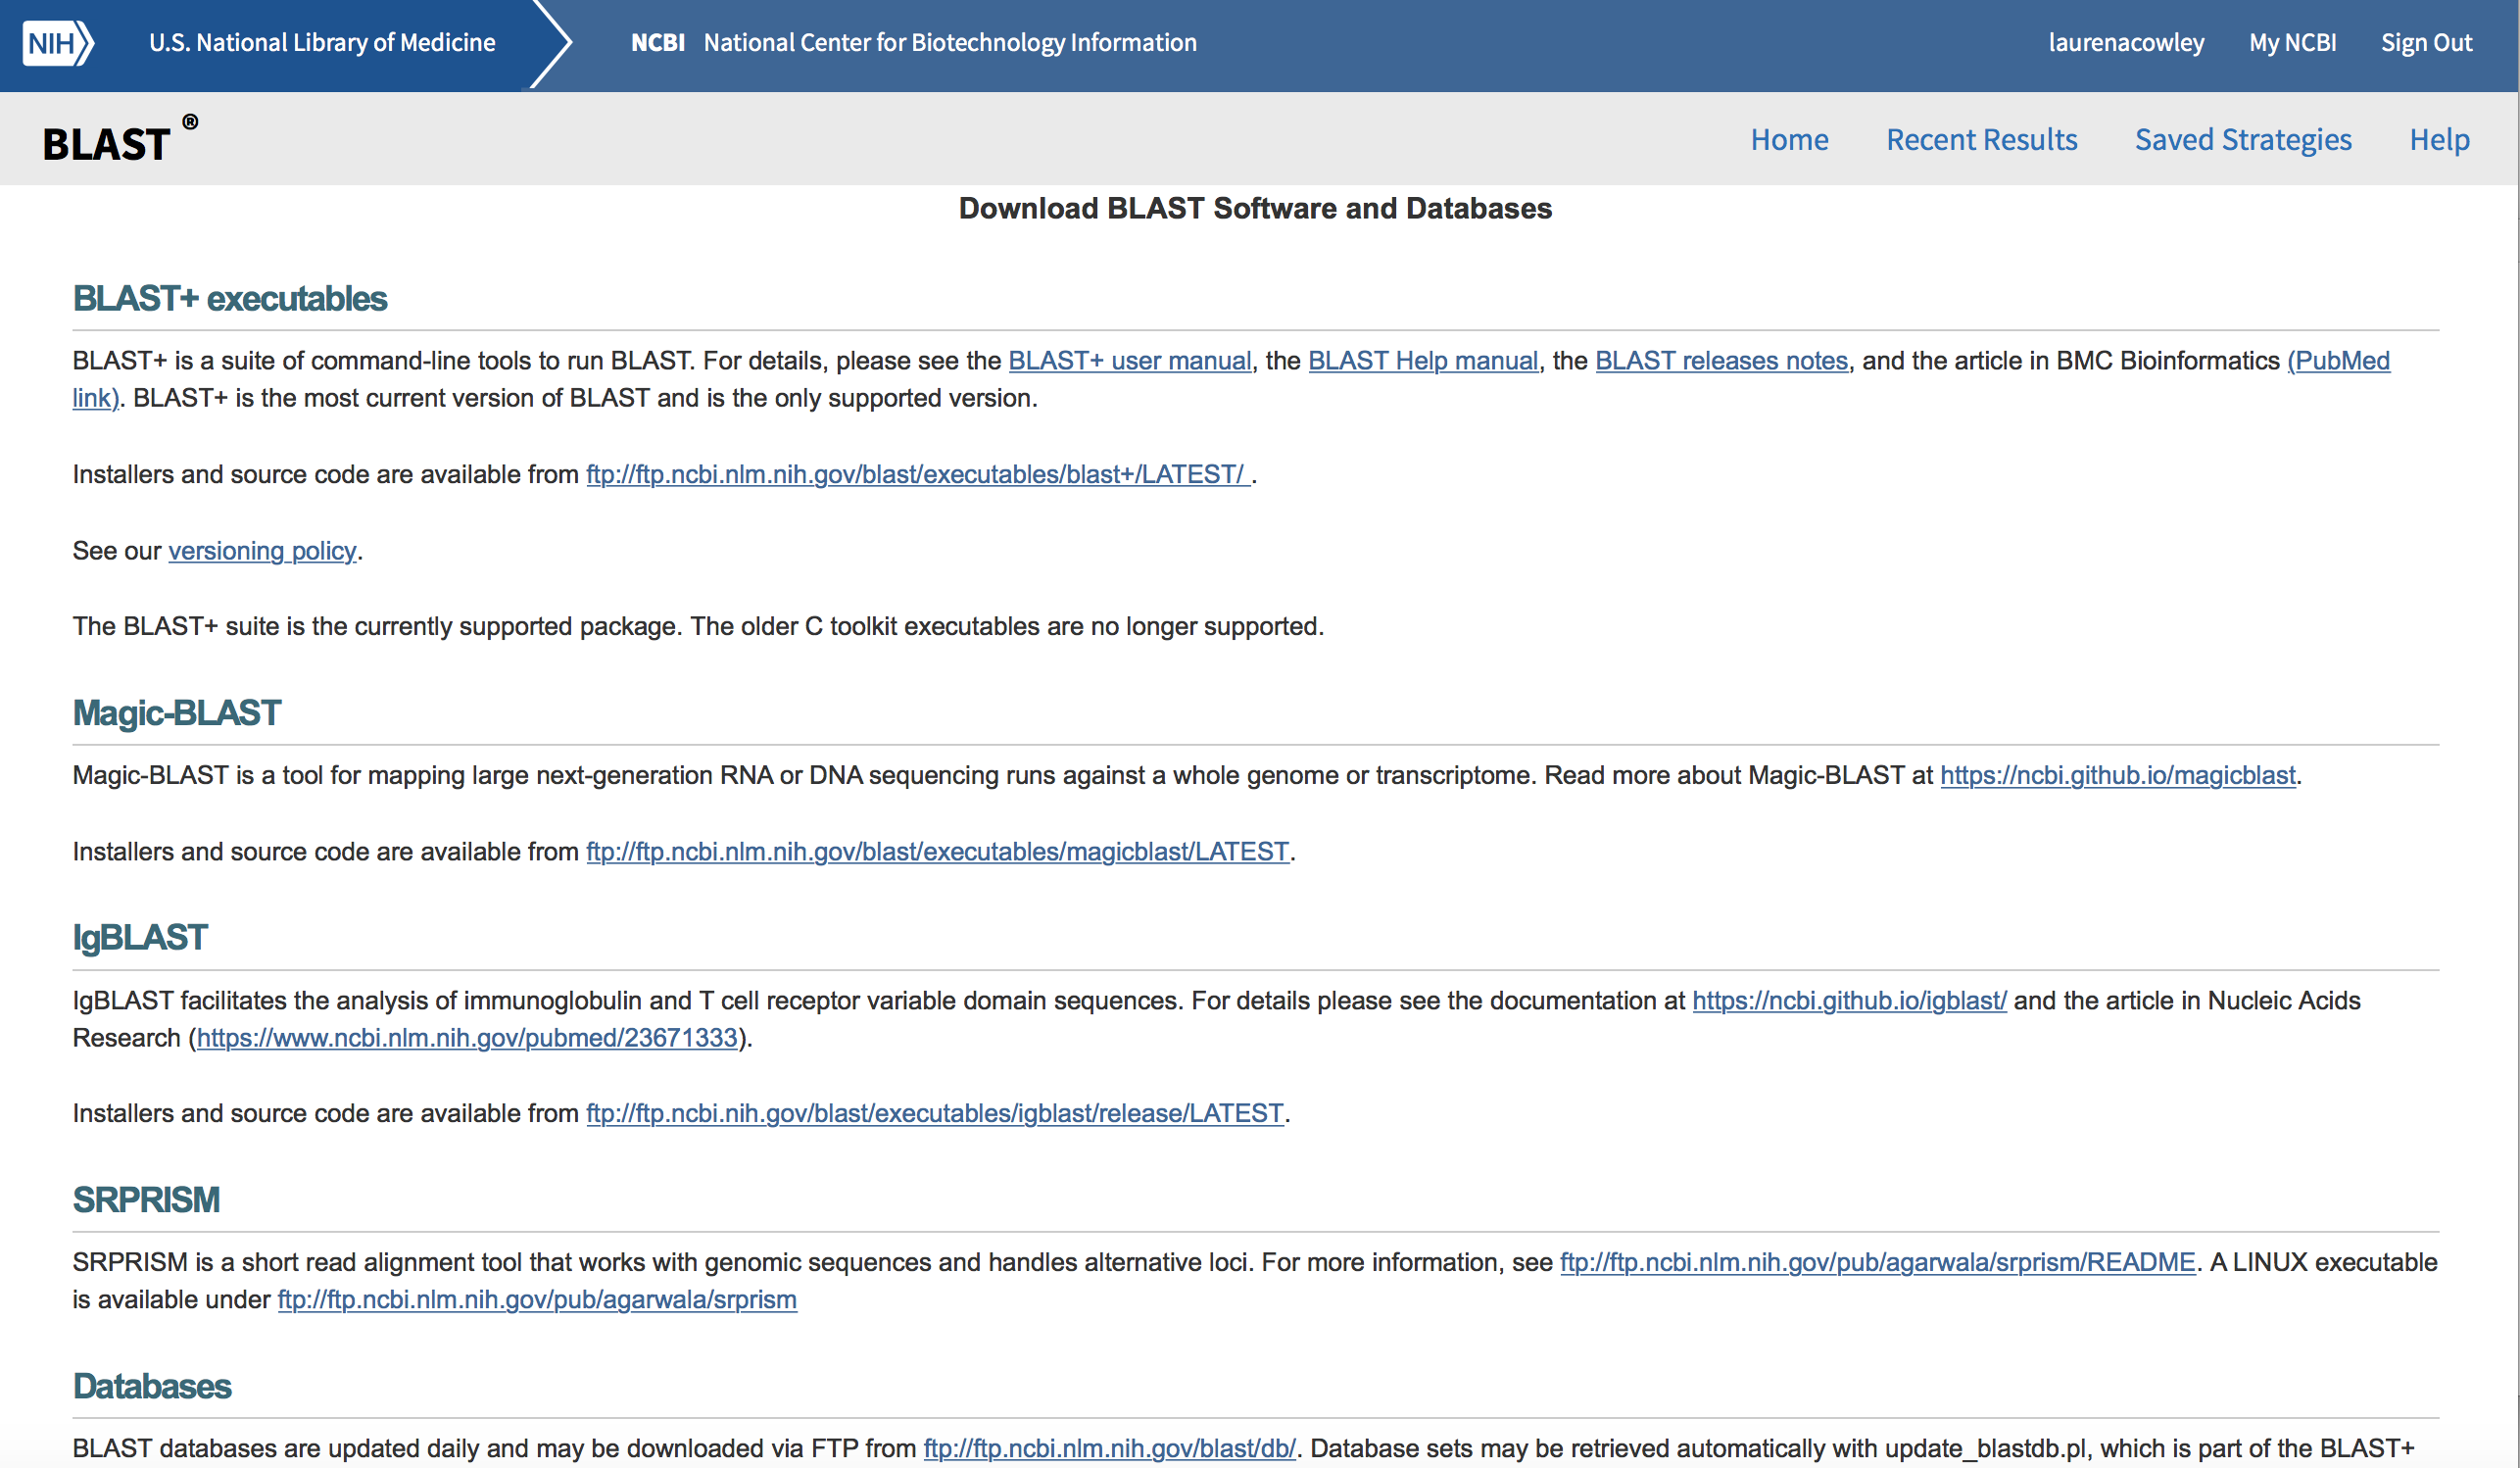 NIH U.S. National Library of Medicine NCBI National Center for Biotechnology Information laurenacowley My NCBI Sign Out
BLAST ® Home Recent Results Saved Strategies Help
Download BLAST Software and Databases
BLAST+ executables
BLAST+ is a suite of command-line tools to run BLAST. For details, please see the BLAST+ user manual, the BLAST Help manual, the BLAST releases notes, and the article in BMC Bioinformatics (PubMed
link). BLAST+ is the most current version of BLAST and is the only supported version.
Installers and source code are available from ftp://ftp.ncbi.nlm.nih.gov/blast/executables/blast+/LATEST/ .
See our versioning policy.
The BLAST+ suite is the currently supported package. The older C toolkit executables are no longer supported.
Magic-BLAST
Magic-BLAST is a tool for mapping large next-generation RNA or DNA sequencing runs against a whole genome or transcriptome. Read more about Magic-BLAST at https://ncbi.github.io/magicblast.
Installers and source code are available from ftp://ftp.ncbi.nlm.nih.gov/blast/executables/magicblast/LATEST.
IgBLAST
IgBLAST facilitates the analysis of immunoglobulin and T cell receptor variable domain sequences. For details please see the documentation at https://ncbi.github.io/igblast/ and the article in Nucleic Acids
Research (https://www.ncbi.nlm.nih.gov/pubmed/23671333).
Installers and source code are available from ftp://ftp.ncbi.nih.gov/blast/executables/igblast/release/LATEST.
SRPRISM
SRPRISM is a short read alignment tool that works with genomic sequences and handles alternative loci. For more information, see ftp://ftp.ncbi.nlm.nih.gov/pub/agarwala/srprism/README. A LINUX executable
is available under ftp://ftp.ncbi.nlm.nih.gov/pub/agarwala/srprism
Databases
BLAST databases are updated daily and may be downloaded via FTP from ftp://ftp.ncbi.nlm.nih.gov/blast/db/. Database sets may be retrieved automatically with update_blastdb.pl, which is part of the BLAST+